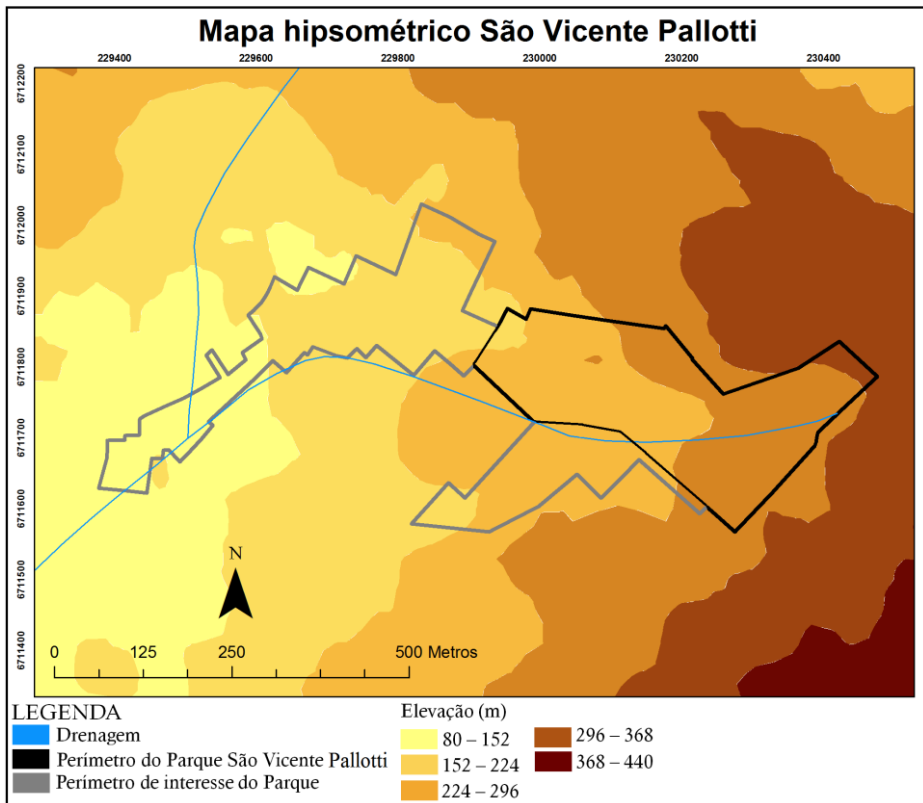 Mapa hipsométrico São Vicente Pallotti
229400 229600 229800 230000 230200 230400
6712200
6712100
6712000
6711900
6711800
6711700
6711600
6711500
6711400
N
0 125 250 500 Metros
LEGENDA
Drenagem
Perímetro do Parque São Vicente Pallotti
Perímetro de interesse do Parque
Elevação (m)
80 – 152
152 – 224
224 – 296
296 – 368
368 – 440